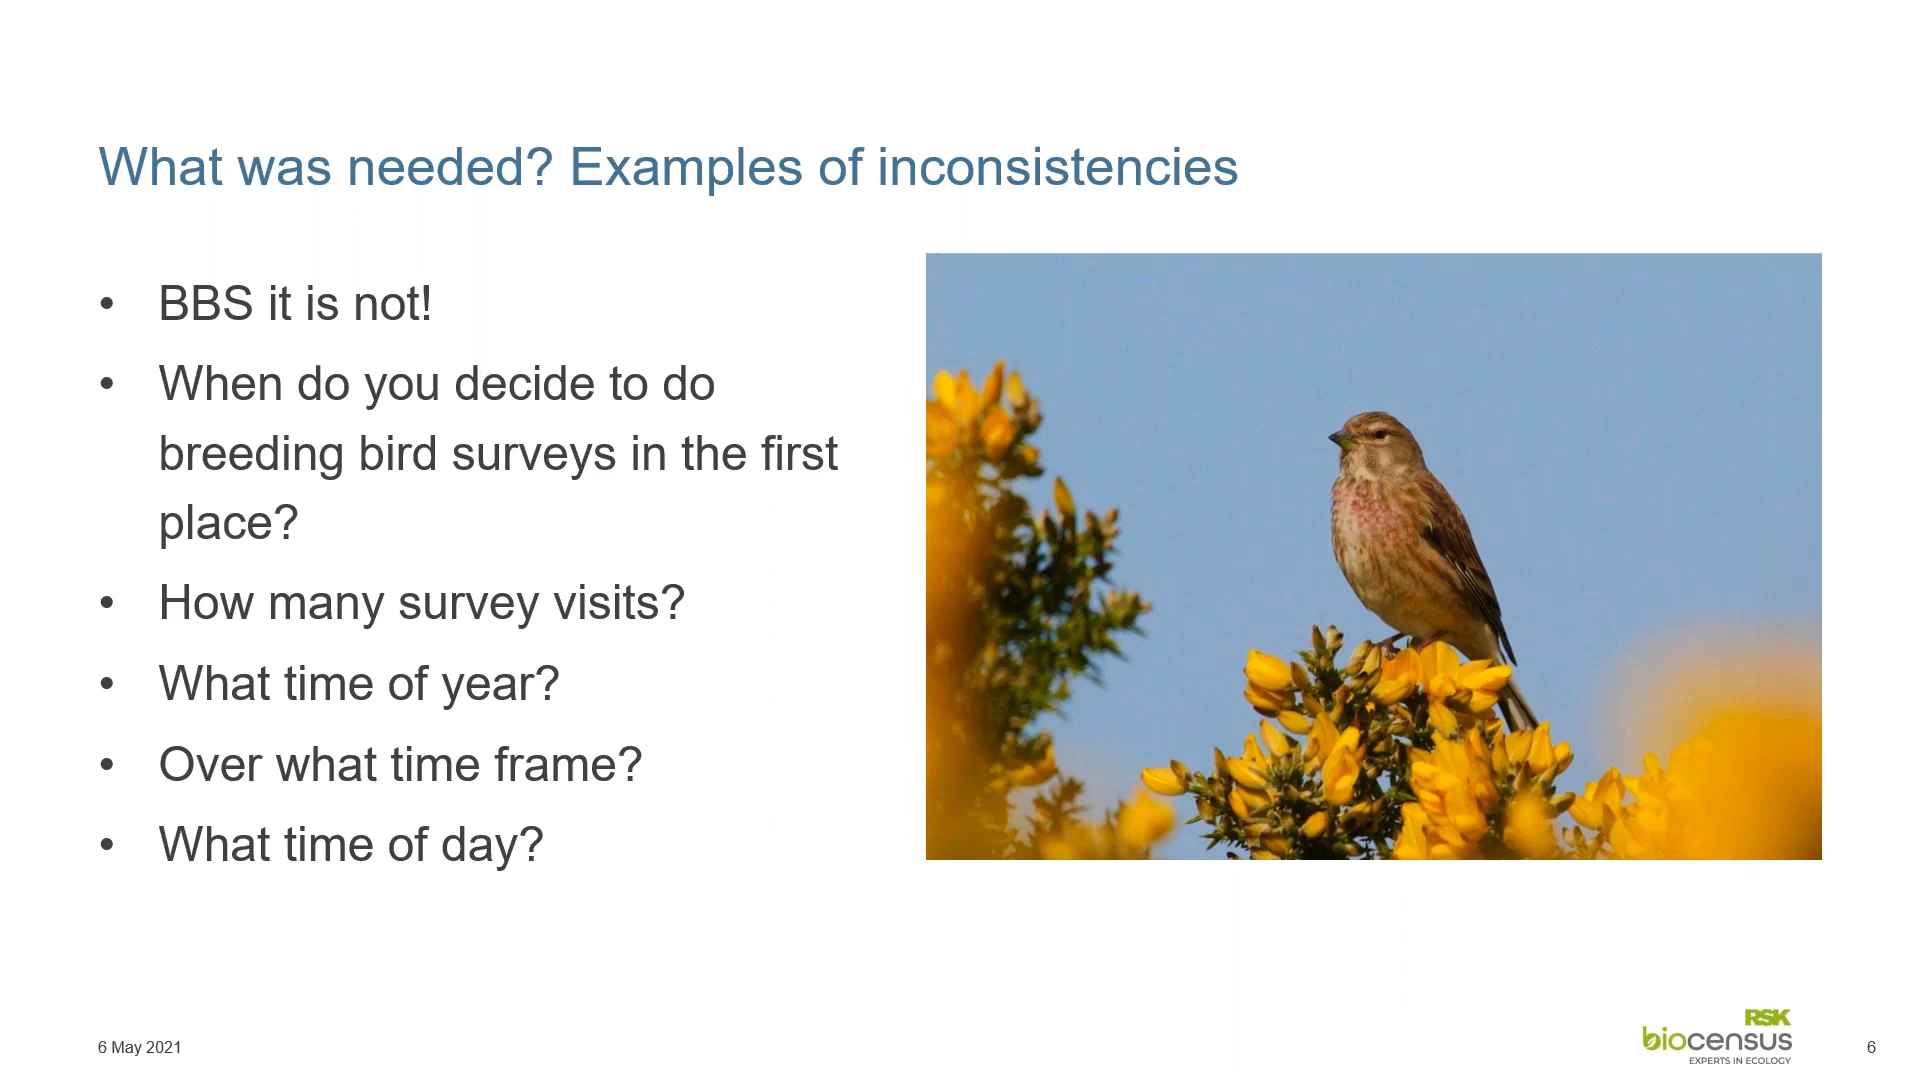 What was needed? Examples of inconsistencies
• BBS it is not!
• When do you decide to do
breeding bird surveys in the first
place?
• How many survey visits?
• What time of year?
• Over what time frame?
• What time of day?
6 May 2021
RSK
biocensus
EXPERTS IN ECOLOGY
6